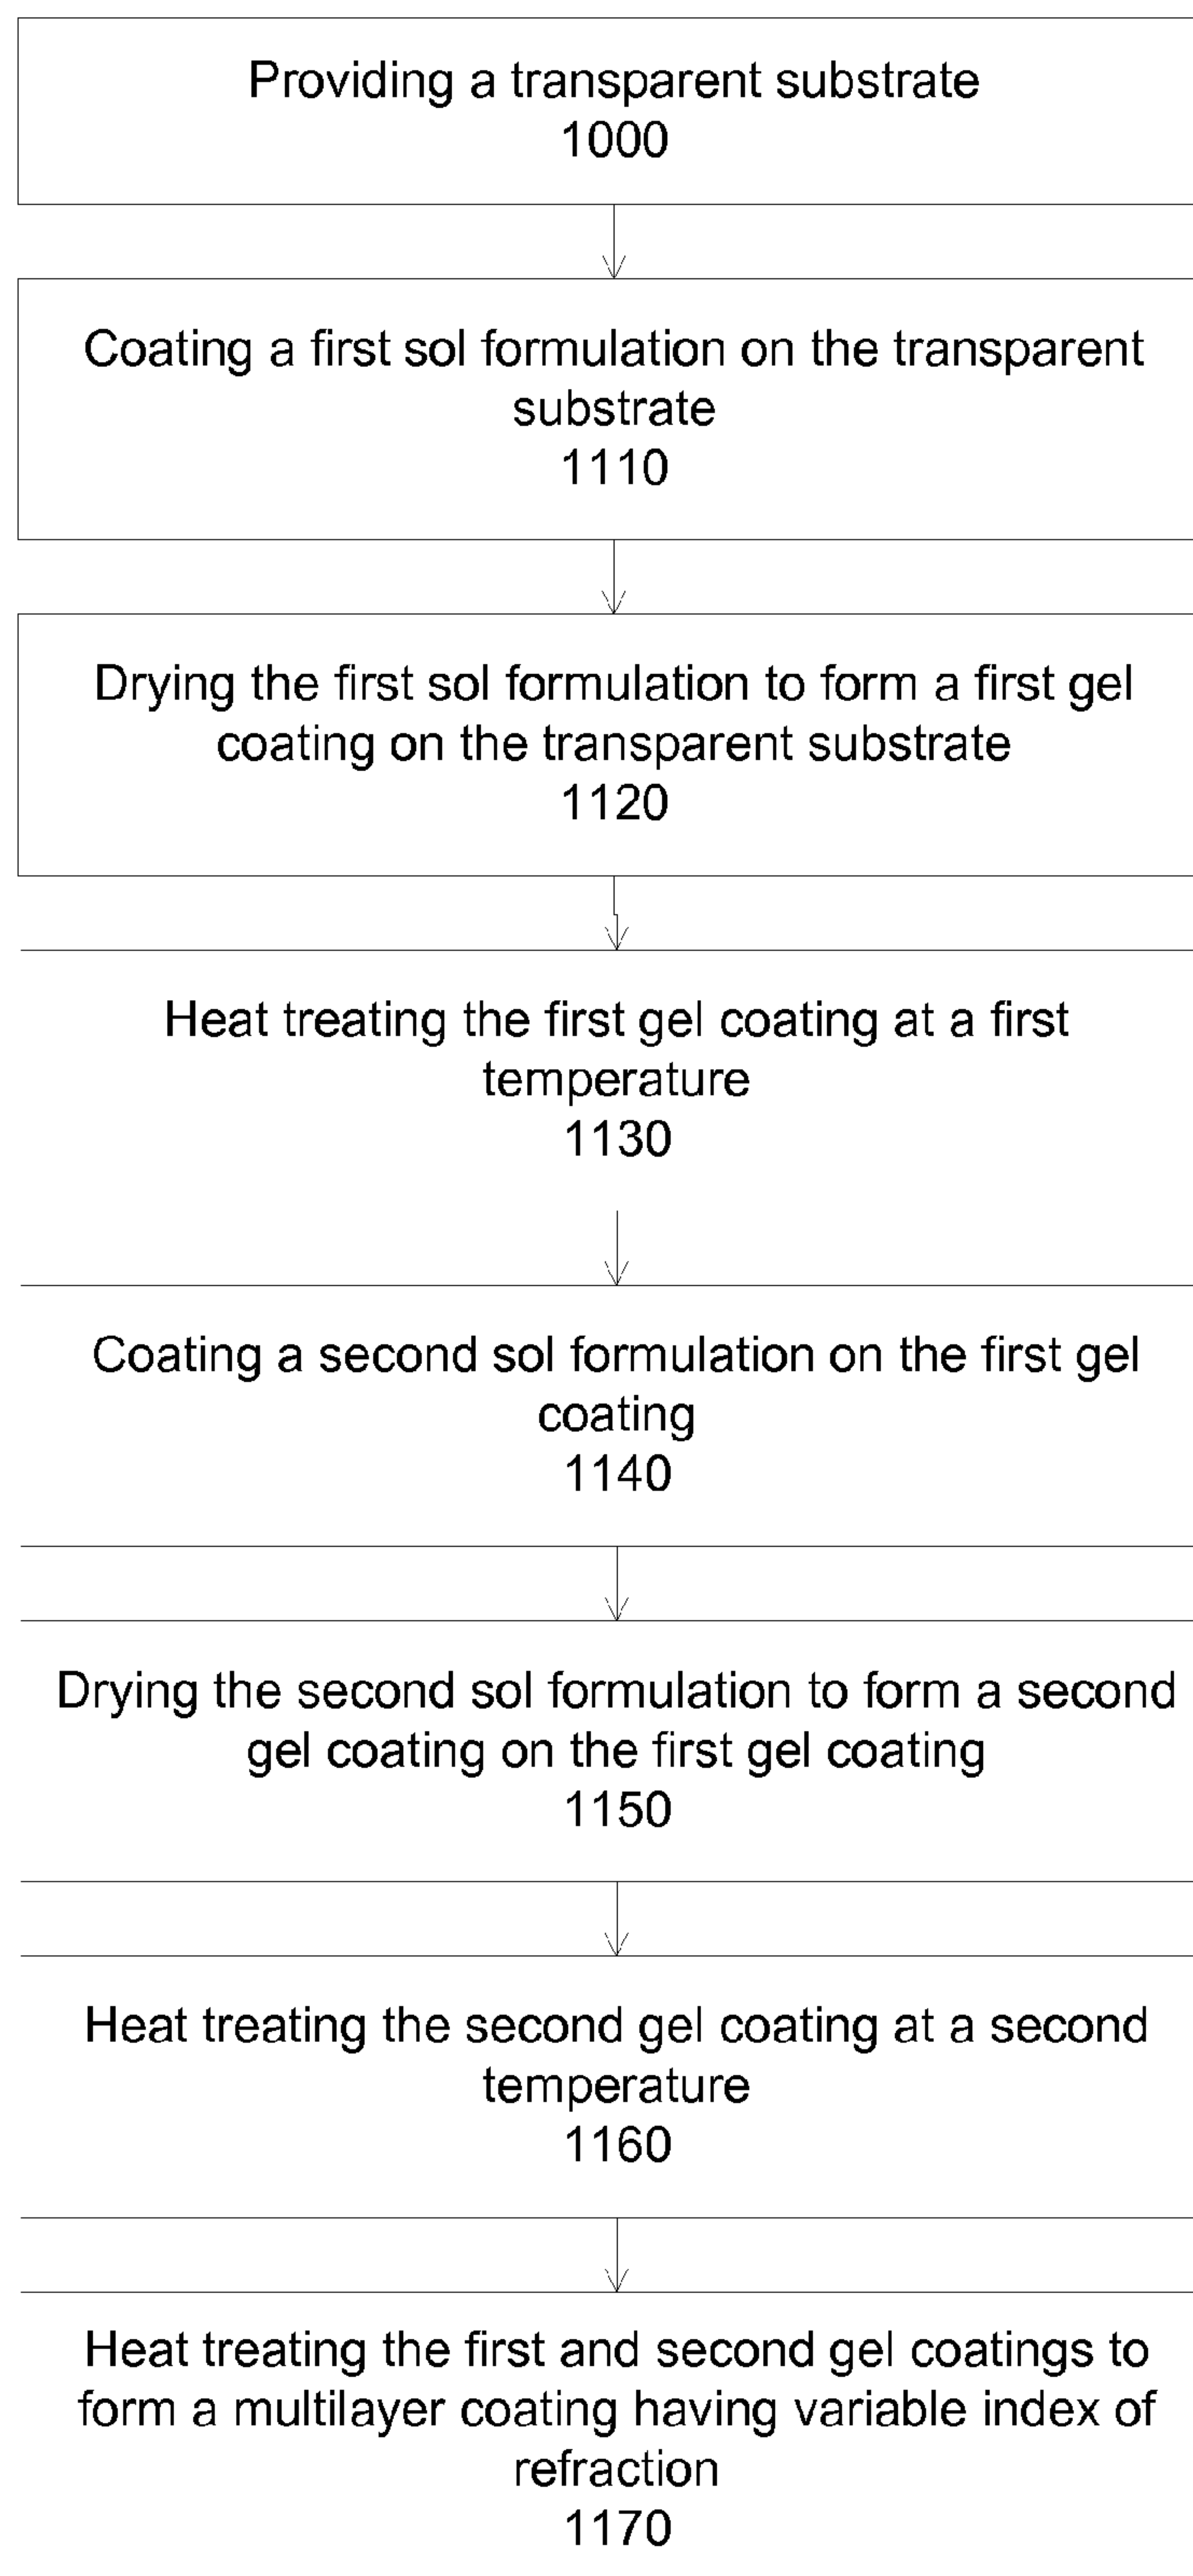 Providing a transparent substrate
1000
Coating a first sol formulation on the transparent
substrate
1110
Drying the first sol formulation to form a first gel
coating on the transparent substrate
1120
Heat treating the first gel coating at a first
temperature
1130
Coating a second sol formulation on the first gel
coating
1140
Drying the second sol formulation to form a second
gel coating on the first gel coating
1150
Heat treating the second gel coating at a second
temperature
1160
Heat treating the first and second gel coatings to
form a multilayer coating having variable index of
refraction
1170